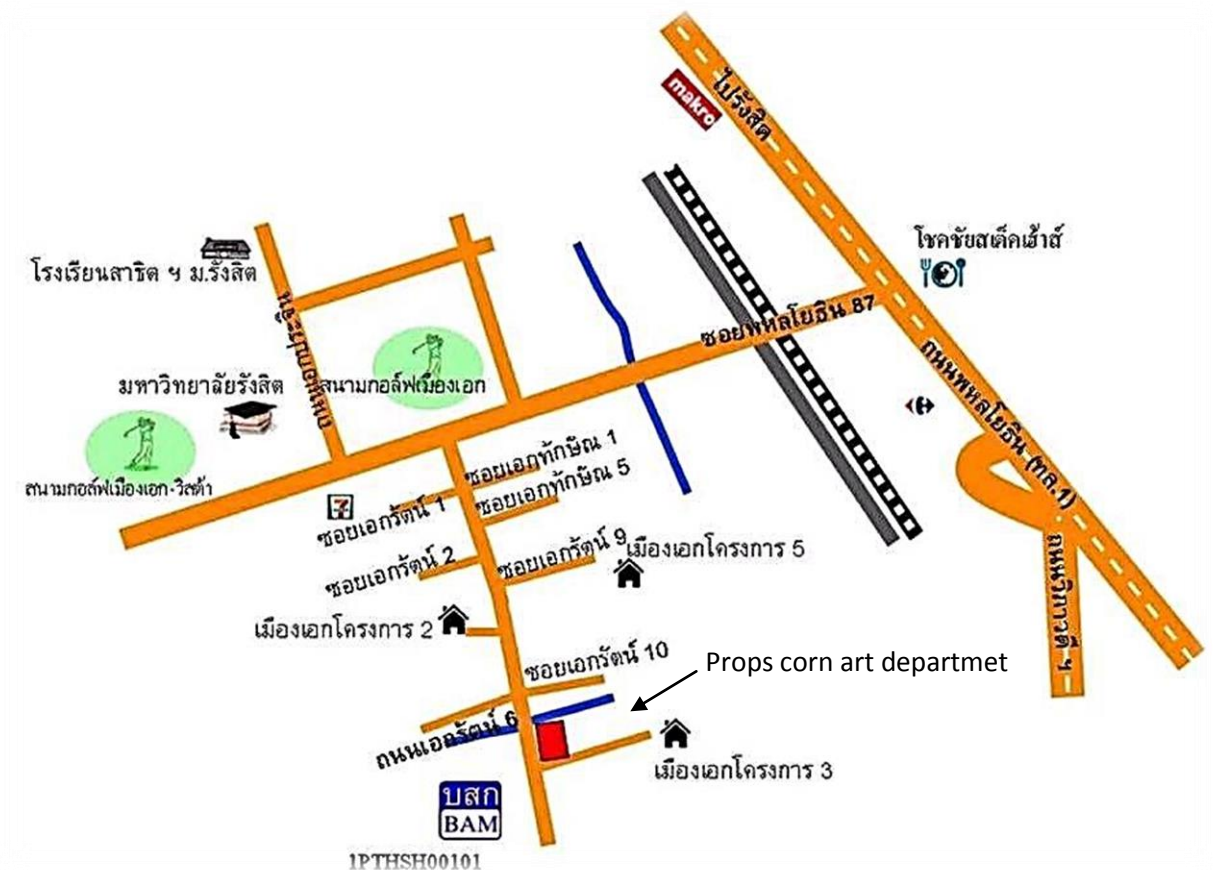 ไปรังสิต
makro
โชคชัยสเต็คเฮ้าส์
โรงเรียนสาธิต ฯ ม.รังสิต
ซอยพหลโยธิน 87
ถนนพหลโยธิน (ทล.1)
สนามกอล์ฟเมืองเอก
มหาวิทยาลัยรังสิต
สนามกอล์ฟเมืองเอก-วิสต้า
ซอยเอกทักษิณ 1
ซอยเอกทักษิณ 5
7
ซอยเอกรัตน์ 1
ซอยเอกรัตน์ 2
ซอยเอกรัตน์ 9
เมืองเอกโครงการ 5
ถนนวิภาวดี ฯ
เมืองเอกโครงการ 2
ซอยเอกรัตน์ 10
Props corn art departmet
ถนนเอกรัตน์ 6
เมืองเอกโครงการ 3
บสก
BAM
1PTHSH00101